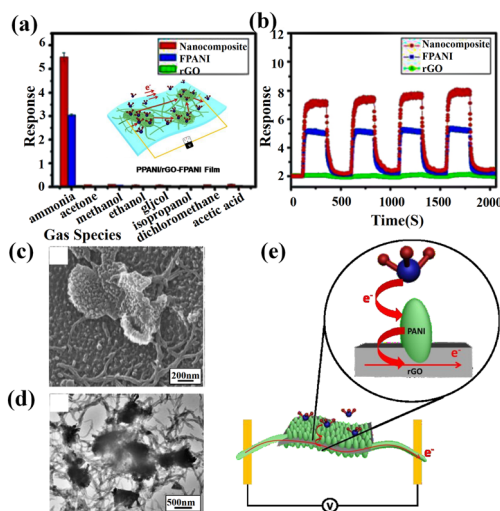 (a)
Response
6
5
4
3
2
1
0
Nanocomposite
FPANI
rGO
e-
PPANI/rGO-FPANI Film
ammonia
acetone
methanol
ethanol
glicol
isopropanol
dichloromethane
acetic acid
Gas Species
(b)
Response
12
10
8
6
4
2
Nanocomposite
FPANI
rGO
0 500 1000 1500 2000
Time(S)
(c)
200nm
(d)
500nm
(e)
e-
PANI
e-
rGO
e-
V